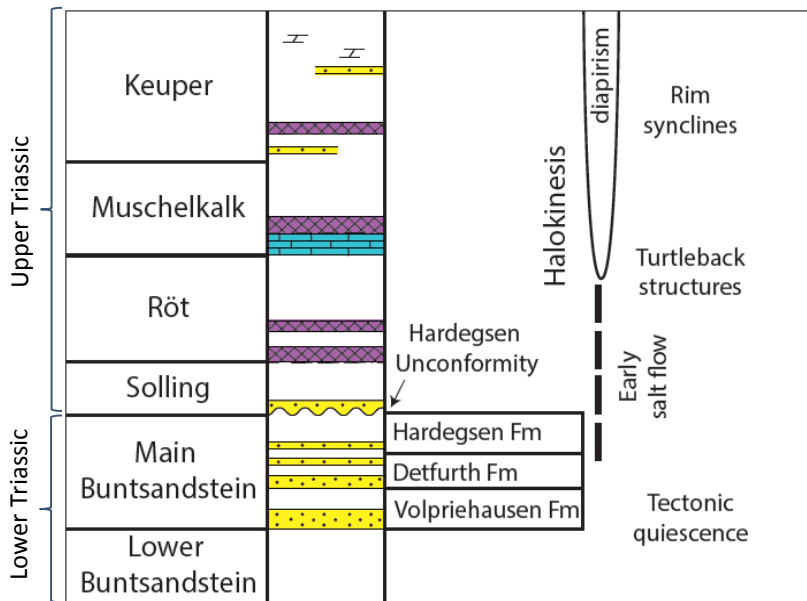 Upper Triassic
Lower Triassic
Keuper
Muschelkalk
Röt
Solling
Main
Buntsandstein
Lower
Buntsandstein
Hardegsen
Unconformity
Hardegsen Fm
Detfurth Fm
Volpriehausen Fm
Halokinesis
diapirism
Early
salt flow
Rim
synclines
Turtleback
structures
Tectonic
quiescence